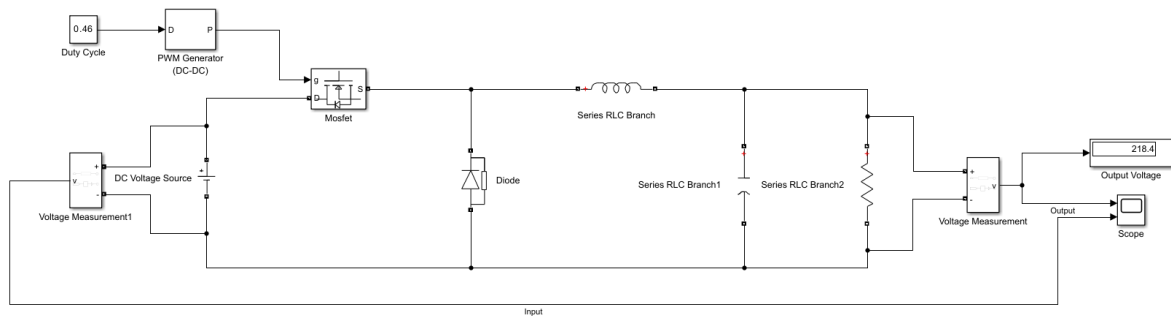 0.46
Duty Cycle
D
P
PWM Generator
(DC-DC)
g
D
S
Mosfet
Series RLC Branch
+
v
-
Voltage Measurement1
DC Voltage Source
+
Diode
Series RLC Branch1
Series RLC Branch2
+
v
-
Voltage Measurement
218.4
Output Voltage
Output
Scope
Input